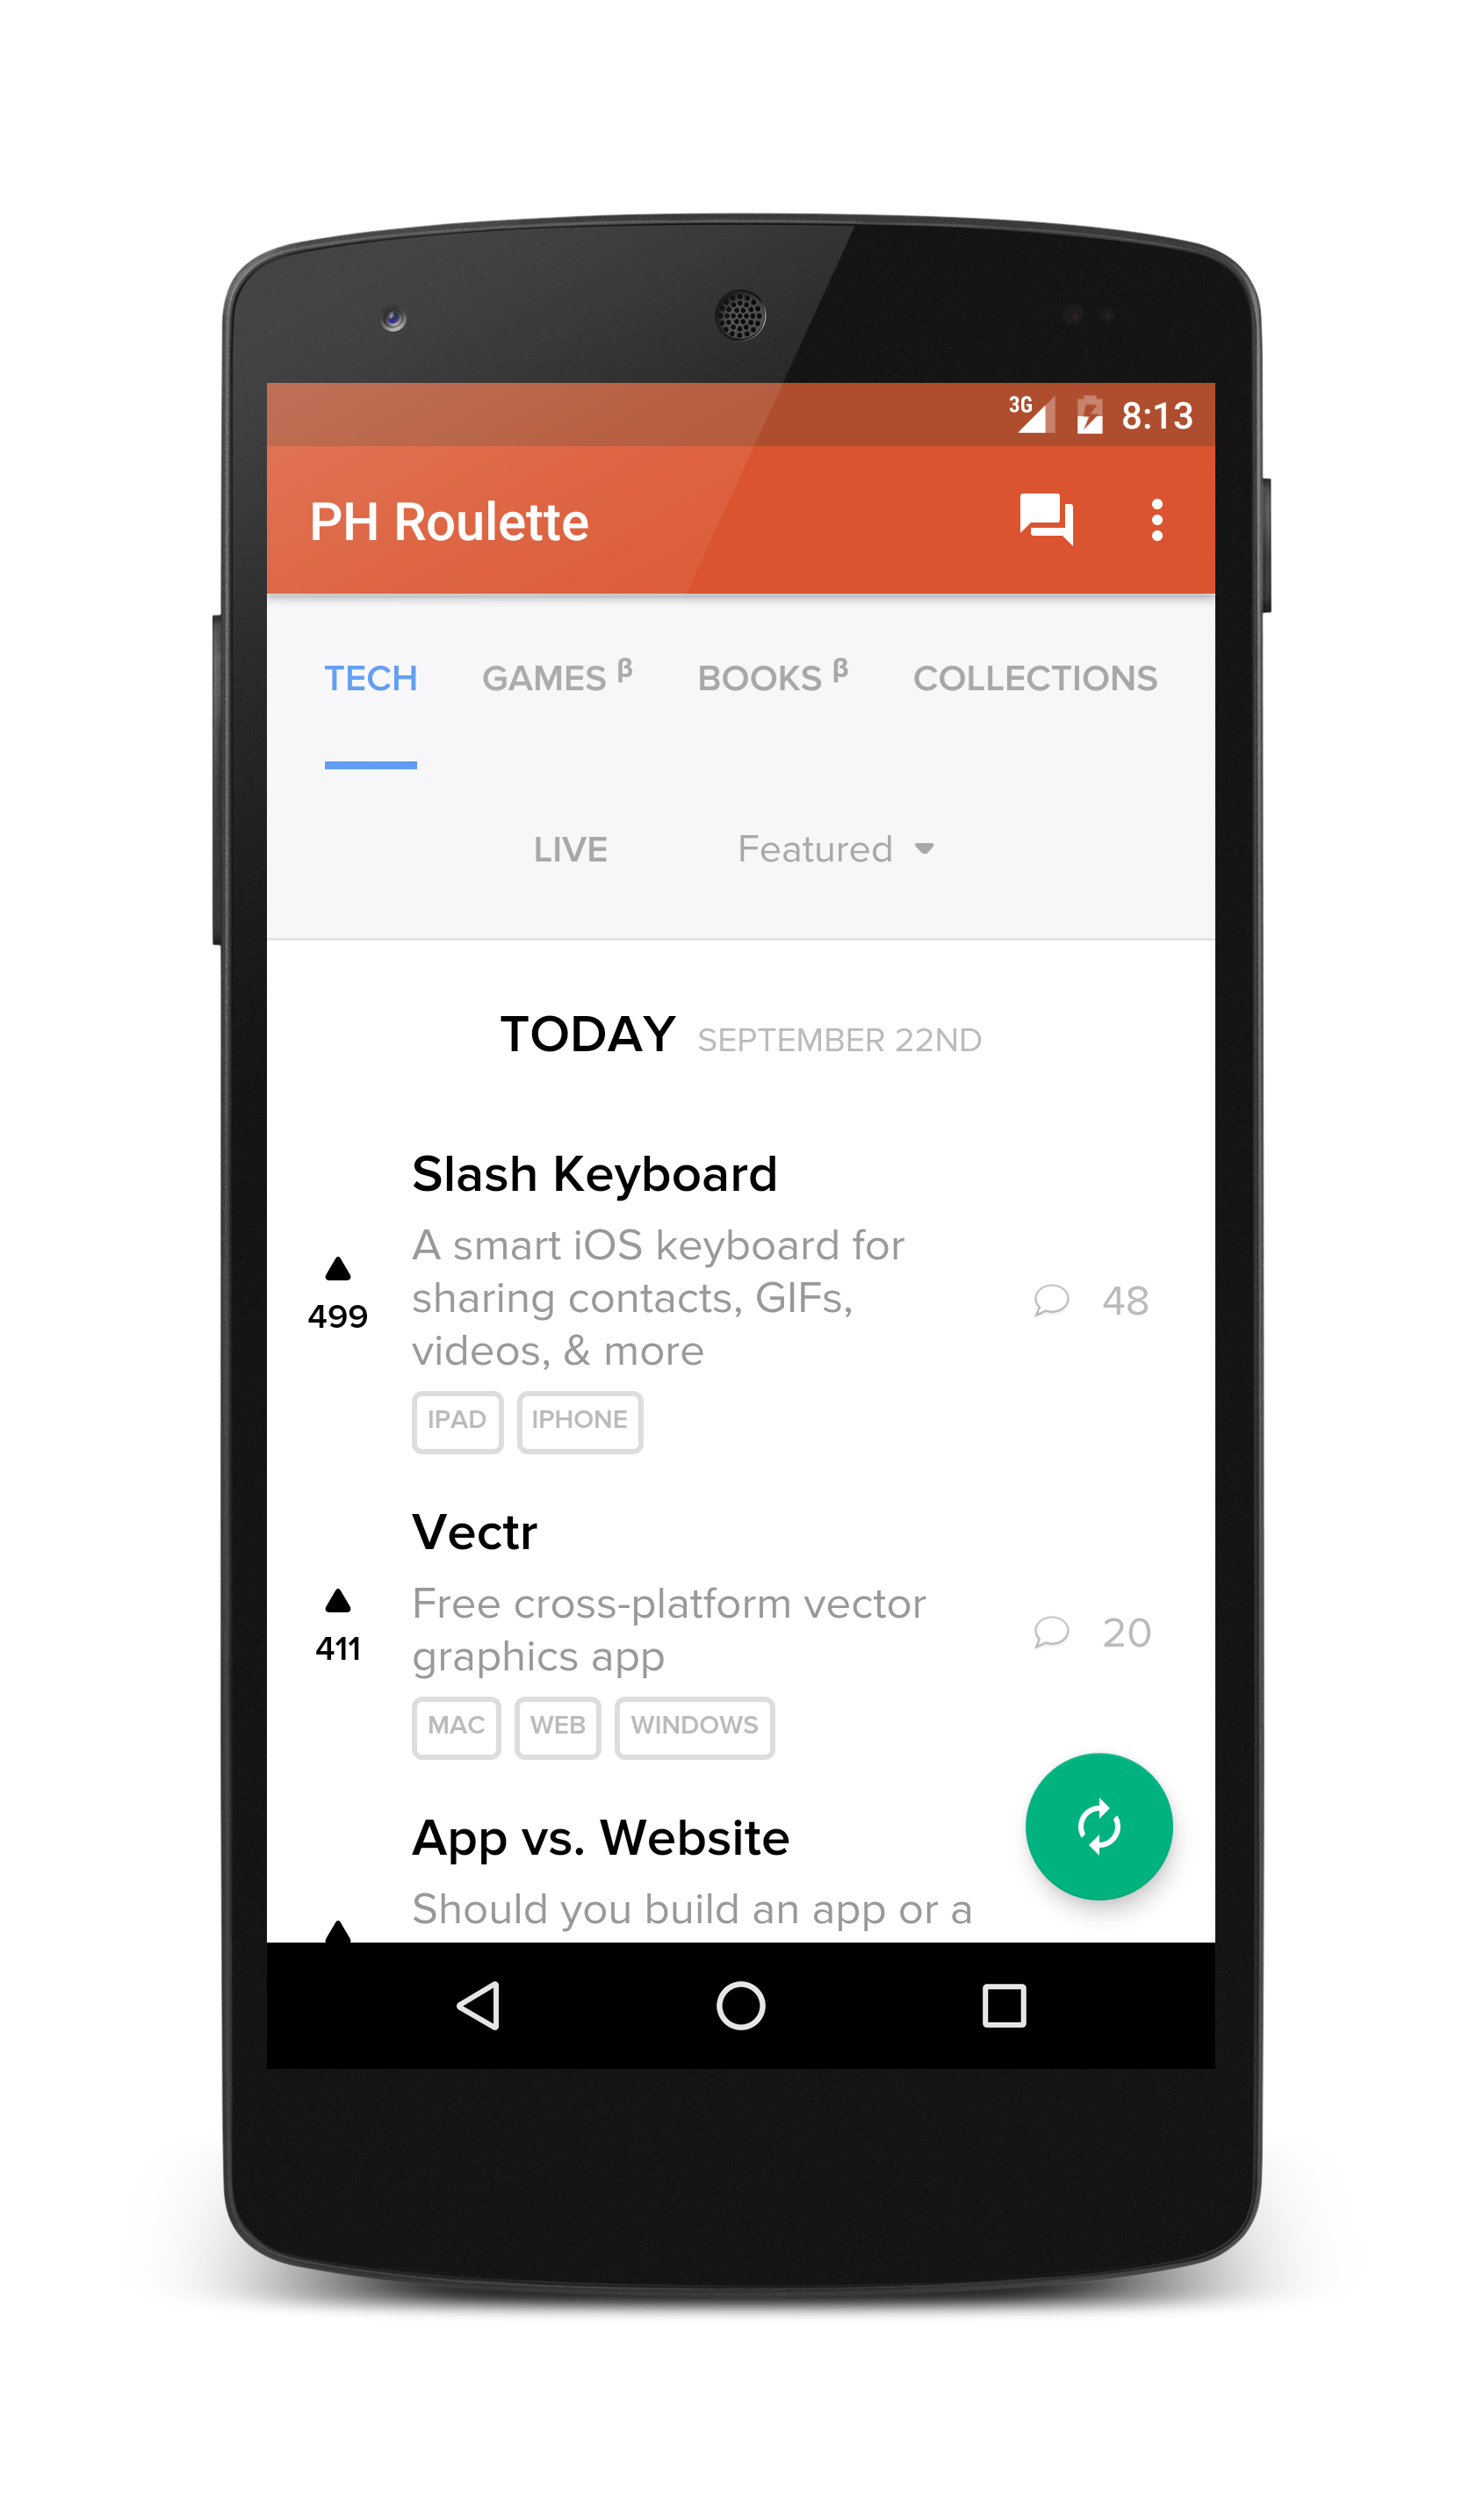 3G 8:13
PH Roulette
TECH GAMES β BOOKS β COLLECTIONS
LIVE Featured
TODAY SEPTEMBER 22ND
Slash Keyboard
A smart iOS keyboard for
sharing contacts, GIFs,
videos, & more
499
48
IPAD IPHONE
Vectr
Free cross-platform vector
graphics app
411
20
MAC WEB WINDOWS
App vs. Website
Should you build an app or a